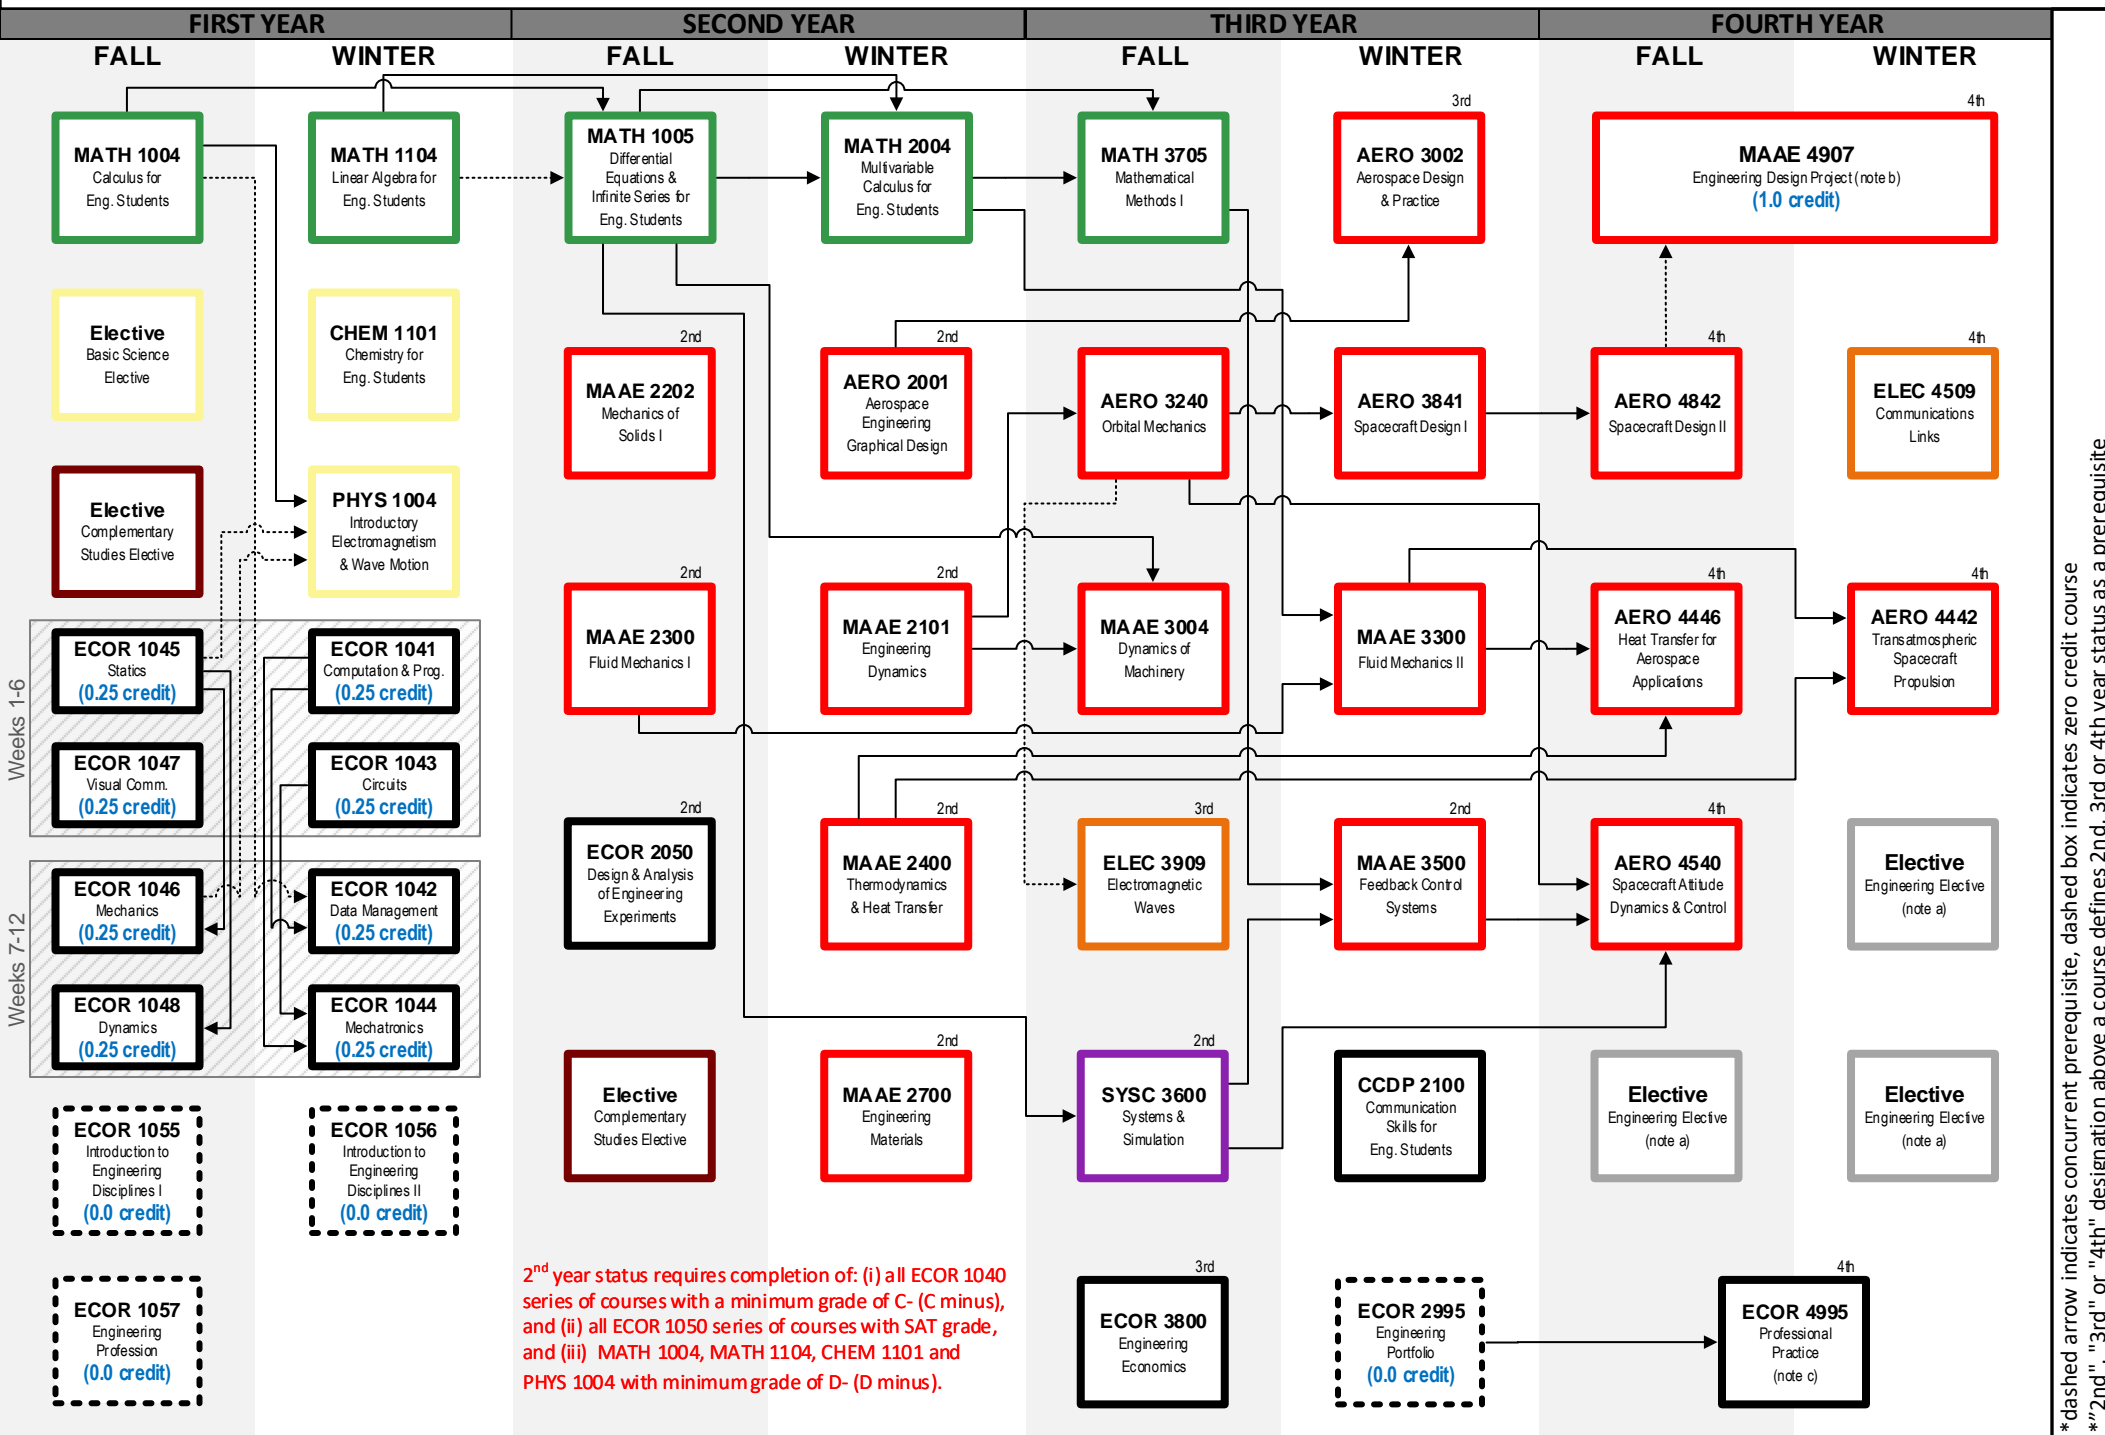 FIRST YEAR
SECOND YEAR
THIRD YEAR
FOURTH YEAR
FALL
WINTER
FALL
WINTER
FALL
WINTER
FALL
WINTER
MATH 1004
Calculus for
Eng. Students
MATH 1104
Linear Algebra for
Eng. Students
MATH 1005
Differential
Equations &
Infinite Series for
Eng. Students
MATH 2004
Multivariable
Calculus for
Eng. Students
MATH 3705
Mathematical
Methods I
3rd
AERO 3002
Aerospace Design
& Practice
4th
MAAE 4907
Engineering Design Project (note b)
(1.0 credit)
Elective
Basic Science
Elective
CHEM 1101
Chemistry for
Eng. Students
2nd
MAAE 2202
Mechanics of
Solids I
2nd
AERO 2001
Aerospace
Engineering
Graphical Design
AERO 3240
Orbital Mechanics
AERO 3841
Spacecraft Design I
4th
AERO 4842
Spacecraft Design II
4th
ELEC 4509
Communications
Links
Elective
Complementary
Studies Elective
PHYS 1004
Introductory
Electromagnetism
& Wave Motion
2nd
MAAE 2300
Fluid Mechanics I
2nd
MAAE 2101
Engineering
Dynamics
MAAE 3004
Dynamics of
Machinery
MAAE 3300
Fluid Mechanics II
4th
AERO 4446
Heat Transfer for
Aerospace
Applications
4th
AERO 4442
Transatmospheric
Spacecraft
Propulsion
Weeks 1-6
ECOR 1045
Statics
(0.25 credit)
ECOR 1041
Computation & Prog.
(0.25 credit)
ECOR 1047
Visual Comm.
(0.25 credit)
ECOR 1043
Circuits
(0.25 credit)
2nd
ECOR 2050
Design & Analysis
of Engineering
Experiments
2nd
MAAE 2400
Thermodynamics
& Heat Transfer
3rd
ELEC 3909
Electromagnetic
Waves
2nd
MAAE 3500
Feedback Control
Systems
4th
AERO 4540
Spacecraft Attitude
Dynamics & Control
Elective
Engineering Elective
(note a)
Weeks 7-12
ECOR 1046
Mechanics
(0.25 credit)
ECOR 1042
Data Management
(0.25 credit)
ECOR 1048
Dynamics
(0.25 credit)
ECOR 1044
Mechatronics
(0.25 credit)
Elective
Complementary
Studies Elective
2nd
MAAE 2700
Engineering
Materials
2nd
SYSC 3600
Systems &
Simulation
CCDP 2100
Communication
Skills for
Eng. Students
Elective
Engineering Elective
(note a)
Elective
Engineering Elective
(note a)
ECOR 1055
Introduction to
Engineering
Disciplines I
(0.0 credit)
ECOR 1056
Introduction to
Engineering
Disciplines II
(0.0 credit)
ECOR 1057
Engineering
Profession
(0.0 credit)
2nd year status requires completion of: (i) all ECOR 1040
series of courses with a minimum grade of C- (C minus),
and (ii) all ECOR 1050 series of courses with SAT grade,
and (iii) MATH 1004, MATH 1104, CHEM 1101 and
PHYS 1004 with minimum grade of D- (D minus).
3rd
ECOR 3800
Engineering
Economics
ECOR 2995
Engineering
Portfolio
(0.0 credit)
4th
ECOR 4995
Professional
Practice
(note c)
*dashed arrow indicates concurrent prerequisite, dashed box indicates zero credit course
*"2nd", "3rd" or "4th" designation above a course defines 2nd, 3rd or 4th year status as a prerequisite